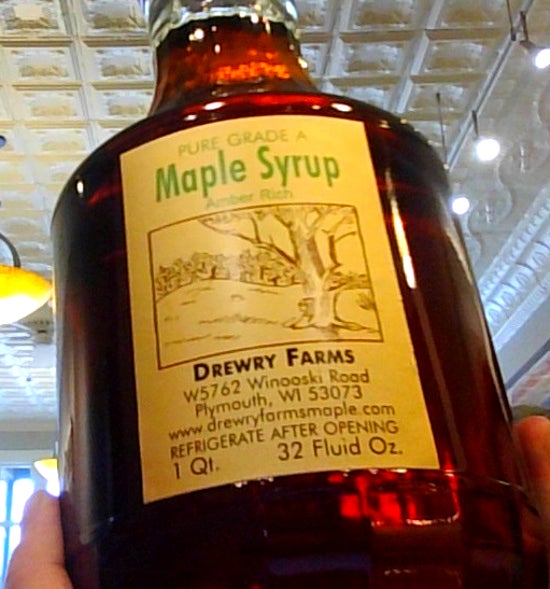 PURE GRADE A
Maple Syrup
Amber Rich
DREWRY FARMS
W5762 Winooski Road
Plymouth, WI 53073
www.drewryfarmsmaple.com
REFRIGERATE AFTER OPENING
1 Qt. 32 Fluid Oz.